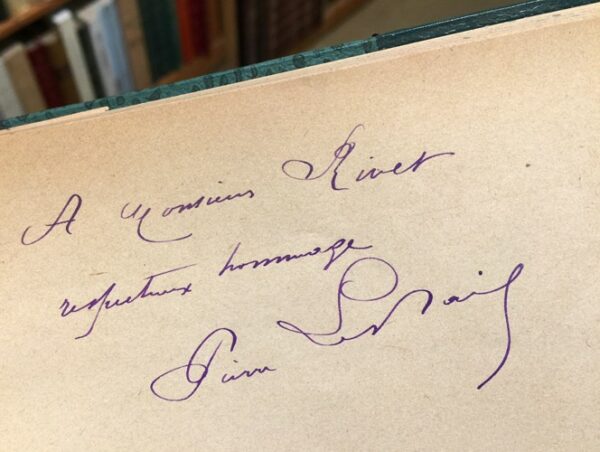 A Monsieur Rivet
respectueux hommage
Pierre